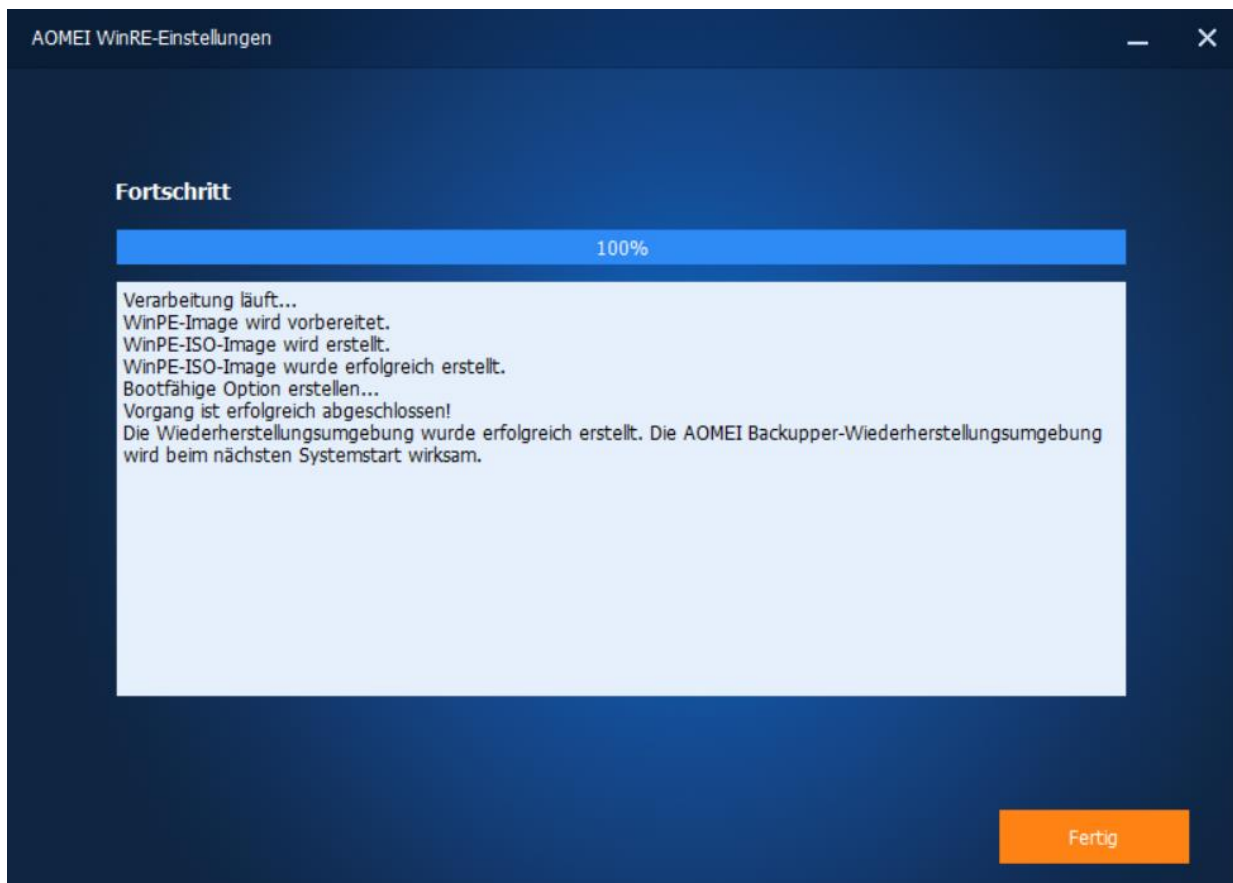 AOMEI WinRE-Einstellungen
Fortschritt
100%
Verarbeitung läuft...
WinPE-Image wird vorbereitet.
WinPE-ISO-Image wird erstellt.
WinPE-ISO-Image wurde erfolgreich erstellt.
Bootfähige Option erstellen...
Vorgang ist erfolgreich abgeschlossen!
Die Wiederherstellungsumgebung wurde erfolgreich erstellt. Die AOMEI Backupper-Wiederherstellungsumgebung
wird beim nächsten Systemstart wirksam.
Fertig